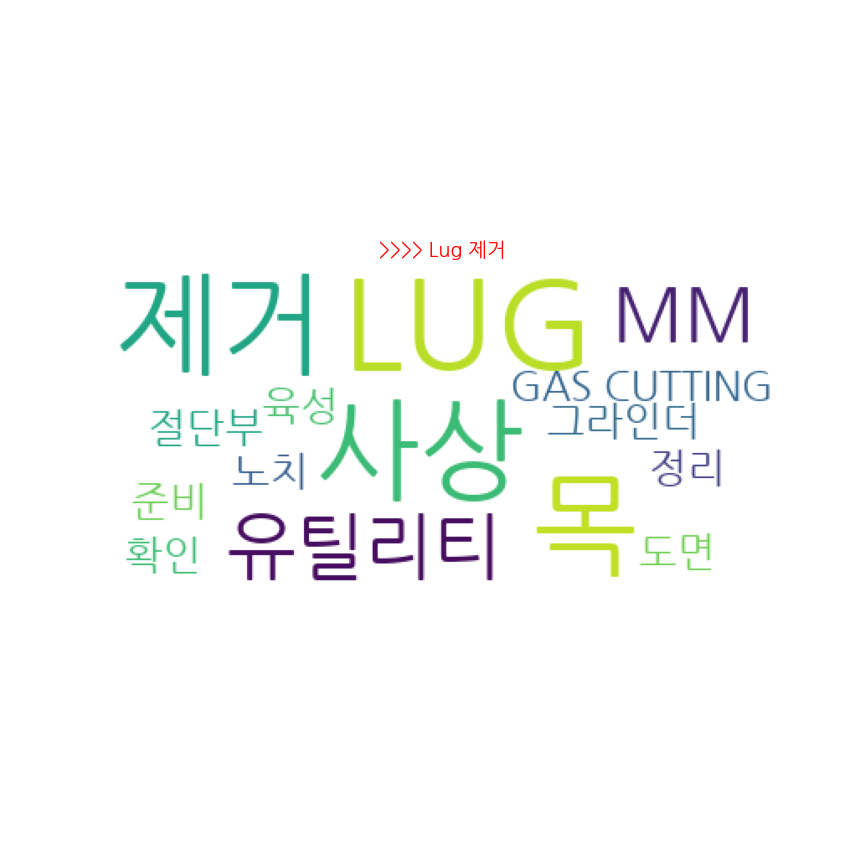 >>>> Lug 제거
제거 LUG MM
GAS CUTTING
육성 사상 그라인더
절단부
노치 정리
준비 목
유틸리티
확인 도면